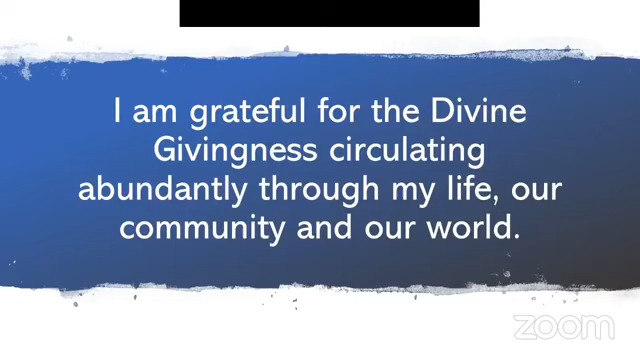 I am grateful for the Divine
Givingness circulating
abundantly through my life, our
community and our world.
zoom